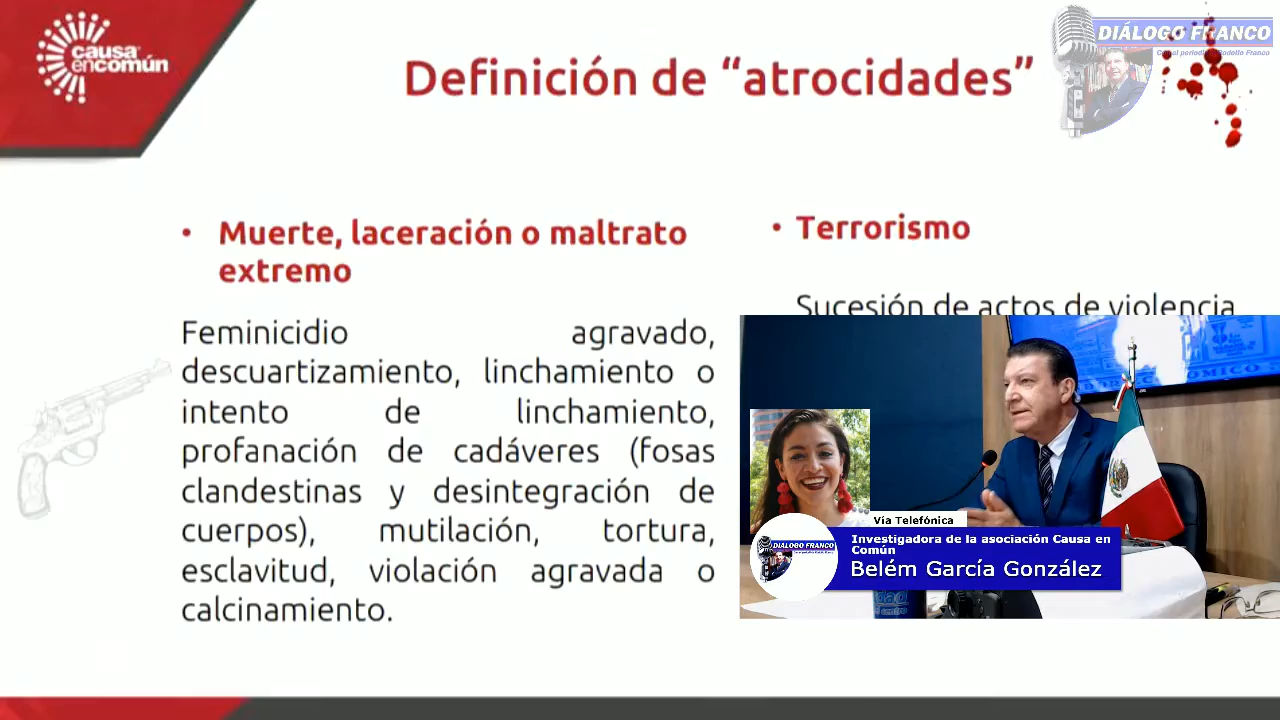 causa
encomún
Definición de “atrocidades”
DIÁLOGO FRANCO
• Muerte, laceración o maltrato
extremo
Feminicidio agravado,
descuartizamiento, linchamiento o
intento de linchamiento,
profanación de cadáveres (fosas
clandestinas y desintegración de
cuerpos), mutilación, tortura,
esclavitud, violación agravada o
calcinamiento.
• Terrorismo
Sucesión de actos de violencia
Vía Telefónica
DIALOGO FRANCO
Investigadora de la asociación Causa en
Común
Belém García González